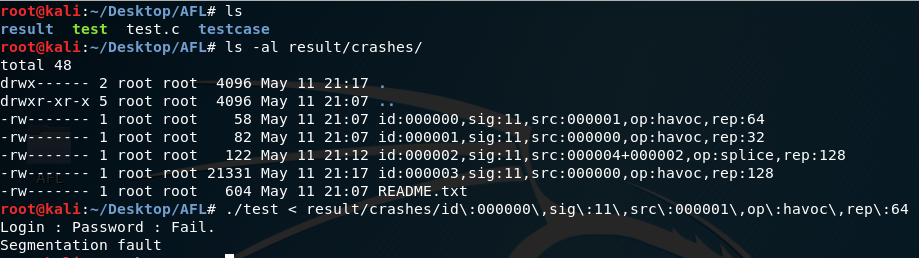 root@kali:~/Desktop/AFL# ls
result test test.c testcase
root@kali:~/Desktop/AFL# ls -al result/crashes/
total 48
drwx------ 2 root root 4096 May 11 21:17 .
drwxr-xr-x 5 root root 4096 May 11 21:07 ..
-rw------- 1 root root 58 May 11 21:07 id:000000,sig:11,src:000001,op:havoc,rep:64
-rw------- 1 root root 82 May 11 21:07 id:000001,sig:11,src:000001,op:havoc,rep:32
-rw------- 1 root root 122 May 11 21:12 id:000002,sig:11,src:000004+000002,op:splice,rep:128
-rw------- 1 root root 21331 May 11 21:17 id:000003,sig:11,src:000000,op:havoc,rep:128
-rw------- 1 root root 604 May 11 21:07 README.txt
root@kali:~/Desktop/AFL# ./test < result/crashes/id\:000000\,sig\:11\,src\:000001\,op\:havoc\,rep\:64
Login : Password : Fail.
Segmentation fault